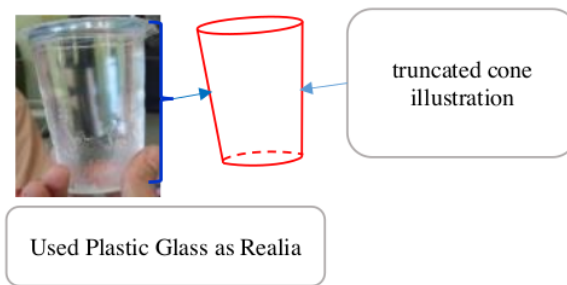 truncated cone
illustration
Used Plastic Glass as Realia